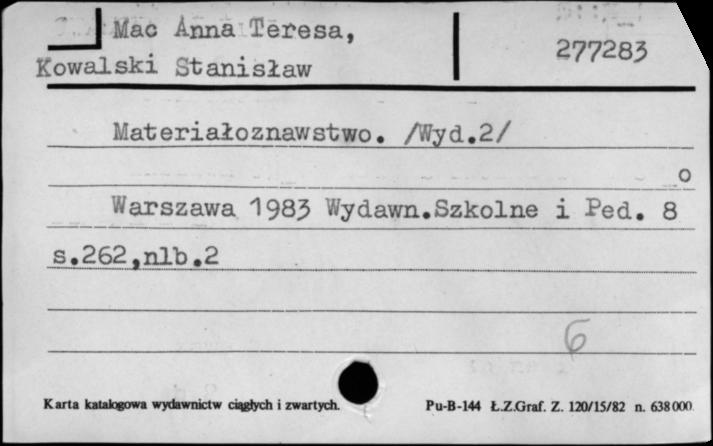 Mac Anna Teresa,
277283
Kowalski Stanisław
Materiałoznawstwo. /Wyd.2/
o
Warszawa 1983 Wydawn.Szkolne i Ped. 8
s.262,nlb.2
6
Karta katalogowa wydawnictw ciągłych i zwartych. Pu-B-144 Ł.Z.Graf. Z. 120/15/82 n. 638000